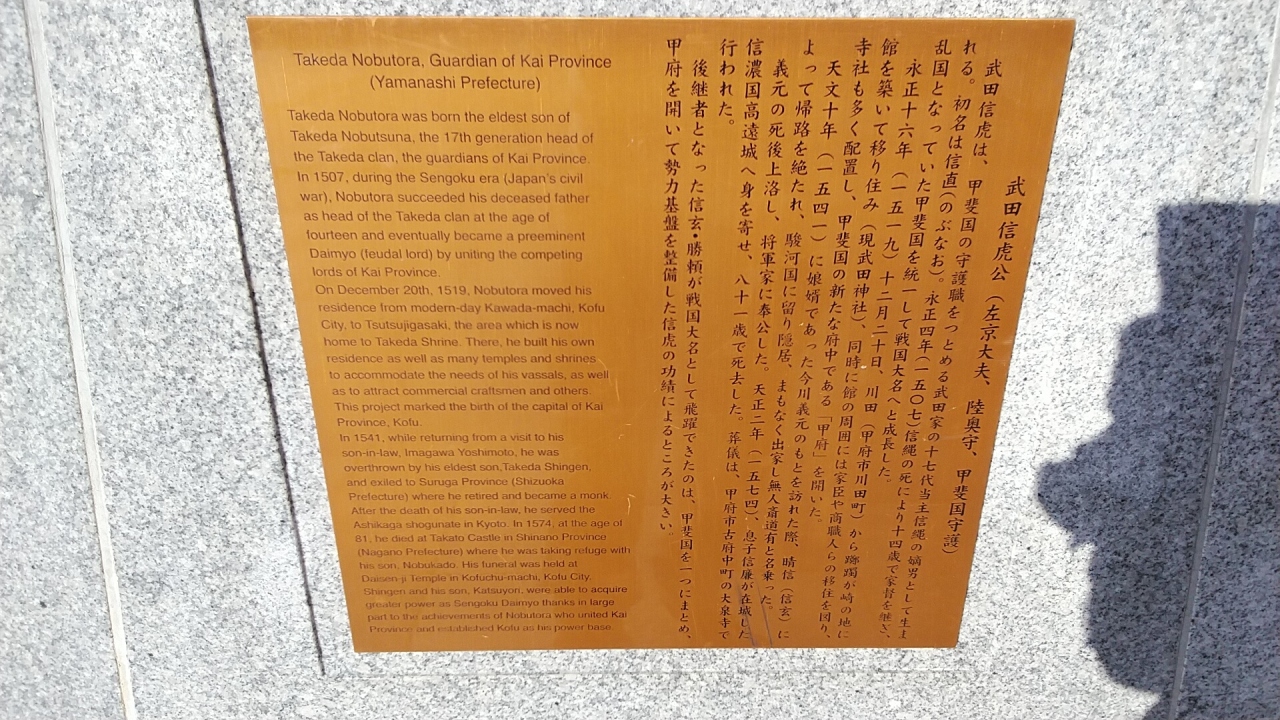 Takeda Nobutora, Guardian of Kai Province
(Yamanashi Prefecture)
Takeda Nobutora was born the eldest son of
Takeda Nobutsuna, the 17th generation head of
the Takeda clan, the guardians of Kai Province.
In 1507, during the Sengoku era (Japan's civil
war), Nobutora succeeded his deceased father
as head of the Takeda clan at the age of
fourteen and eventually became a preeminent
Daimyo (feudal lord) by uniting the competing
lords of Kai Province.
On December 20th, 1519, Nobutora moved his
residence from modern-day Kawada-machi, Kofu
City, to Tsutsujigasaki, the area which is now
home to Takeda Shrine. There, he built his own
residence as well as many temples and shrines
to accommodate the needs of his vassals, as well
as to attract commercial craftsmen and others.
This project marked the birth of the capital of Kai
Province, Kofu.
In 1541, while returning from a visit to his
son-in-law, Imagawa Yoshimoto, he was
overthrown by his eldest son,Takeda Shingen,
and exiled to Suruga Province (Shizuoka
Prefecture) where he retired and became a monk.
After the death of his son-in-law, he served the
Ashikaga shogunate in Kyoto. In 1574, at the age of
81, he died at Takato Castle in Shinano Province
(Nagano Prefecture) where he was taking refuge with
his son, Nobukado. His funeral was held at
Daisen-ji Temple in Kofuchu-machi, Kofu City.
Shingen and his son, Katsuyori, were able to acquire
greater power as Sengoku Daimyo thanks in large
part to the achievements of Nobutora who united Kai
Province and established Kofu as his power base.
武田信虎公（左京大夫、陸奥守、甲斐国守護）
武田信虎は、甲斐国の守護職をつとめる武田家の十七代当主信縄の嫡男として生ま
れる。初名は信直(のぶなお)。永正四年(一五〇七)信縄の死により十四歳で家督を継ぎ、
乱国となっていた甲斐国を統一して戦国大名へと成長した。
永正十六年（一五一九）十二月二十日、川田（甲府市川田町）から躑躅が崎の地に
館を築いて移り住み（現武田神社）、同時に館の周囲には家臣や商職人らの移住を図り、
寺社も多く配置し、甲斐国の新たな府中である「甲府」を開いた。
天文十年（一五四一）に娘婿であった今川義元のもとを訪れた際、晴信（信玄）に
よって帰路を絶たれ、駿河国に留り隠居、まもなく出家し無人斎道有と名乗った。
義元の死後上洛し、将軍家に奉公した。天正二年（一五七四）、息子信廉が在城した
信濃国高遠城へ身を寄せ、八十一歳で死去した。葬儀は、甲府市古府中町の大泉寺で
行われた。
後継者となった信玄・勝頼が戦国大名として飛躍できたのは、甲斐国を一つにまとめ、
甲府を開いて勢力基盤を整備した信虎の功績によるところが大きい。